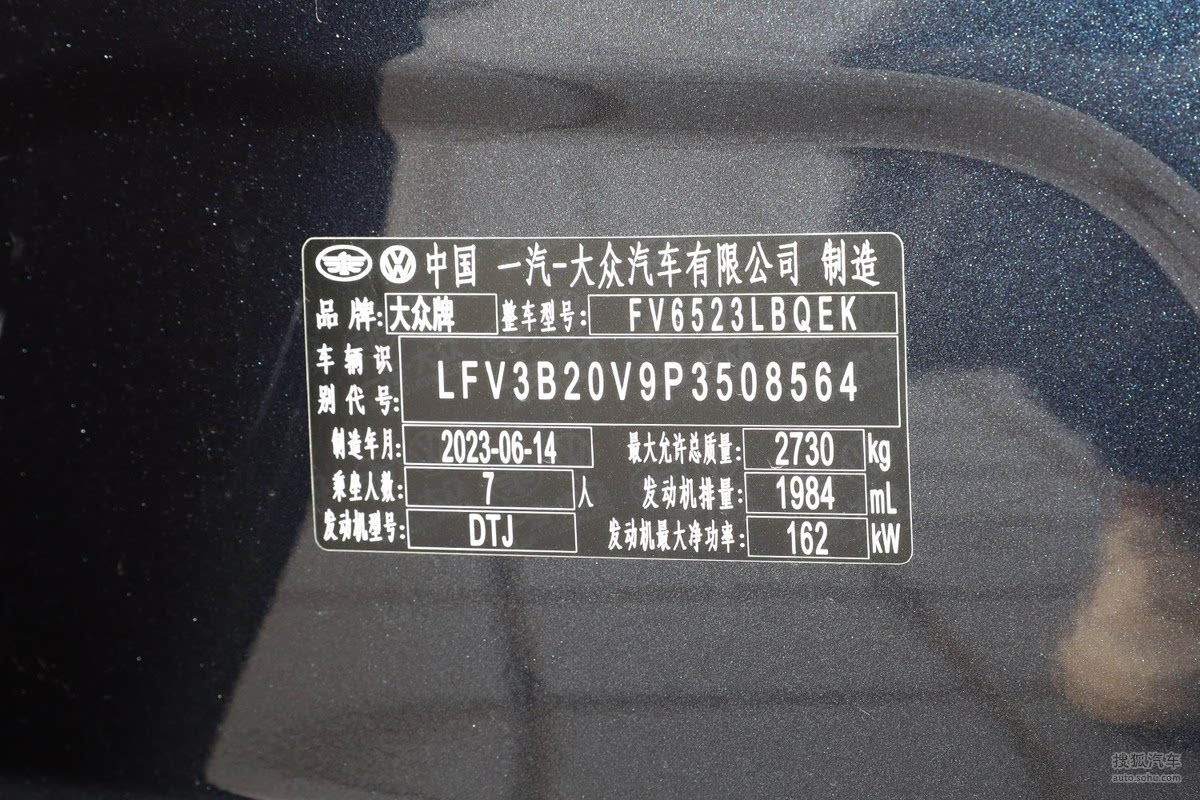 中国 一汽-大众汽车有限公司 制造
品牌: 大众牌 整车型号: FV6523LBQEK
车辆识别代号: LFV3B20V9P3508564
制造年月: 2023-06-14 最大允许总质量: 2730 kg
乘坐人数: 7 人 发动机排量: 1984 mL
发动机型号: DTJ 发动机最大净功率: 162 kW
搜狐汽车
auto.sohu.com